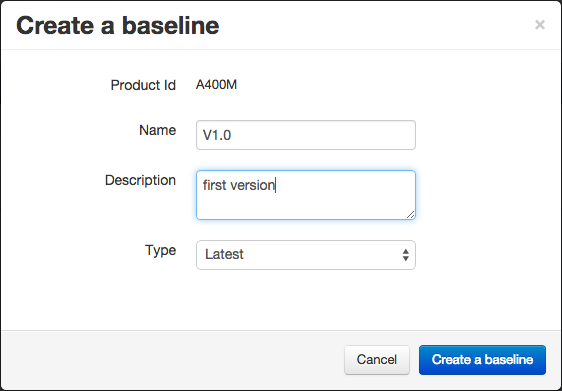 Create a baseline
×
Product Id A400M
Name V1.0
Description first version
Type Latest
Cancel Create a baseline